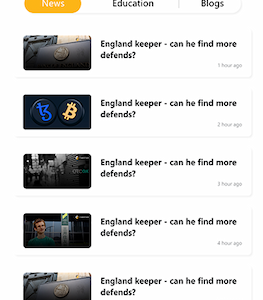 News Education Blogs
England keeper - can he find more
defends?
1 hour ago
England keeper - can he find more
defends?
2 hour ago
England keeper - can he find more
defends?
3 hour ago
England keeper - can he find more
defends?
4 hour ago
England keeper - can he find more
defends?